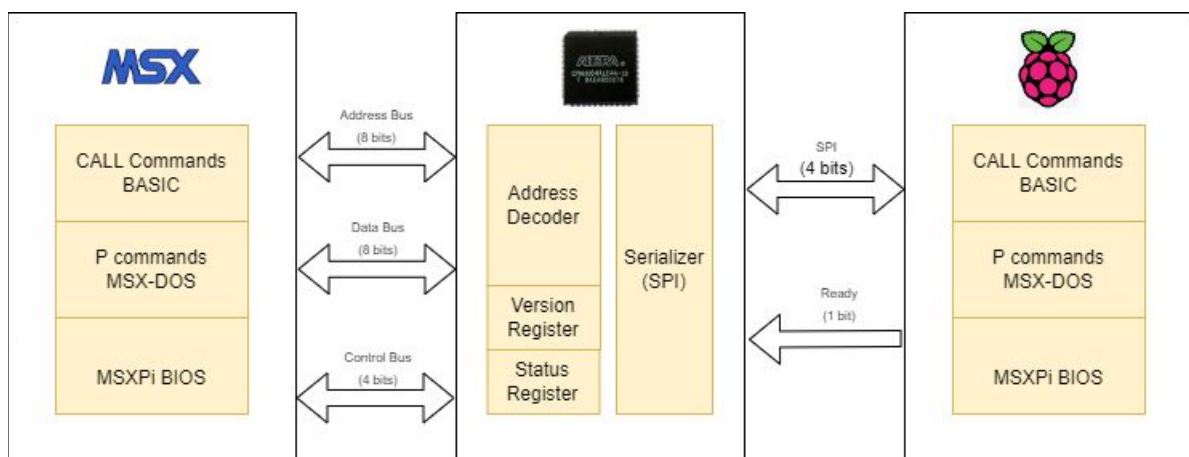 MSX
CALL Commands
BASIC
P commands
MSX-DOS
MSXPi BIOS
Address Bus
(8 bits)
Data Bus
(8 bits)
Control Bus
(4 bits)
Address
Decoder
Version
Register
Status
Register
Serializer
(SPI)
SPI
(4 bits)
Ready
(1 bit)
CALL Commands
BASIC
P commands
MSX-DOS
MSXPi BIOS